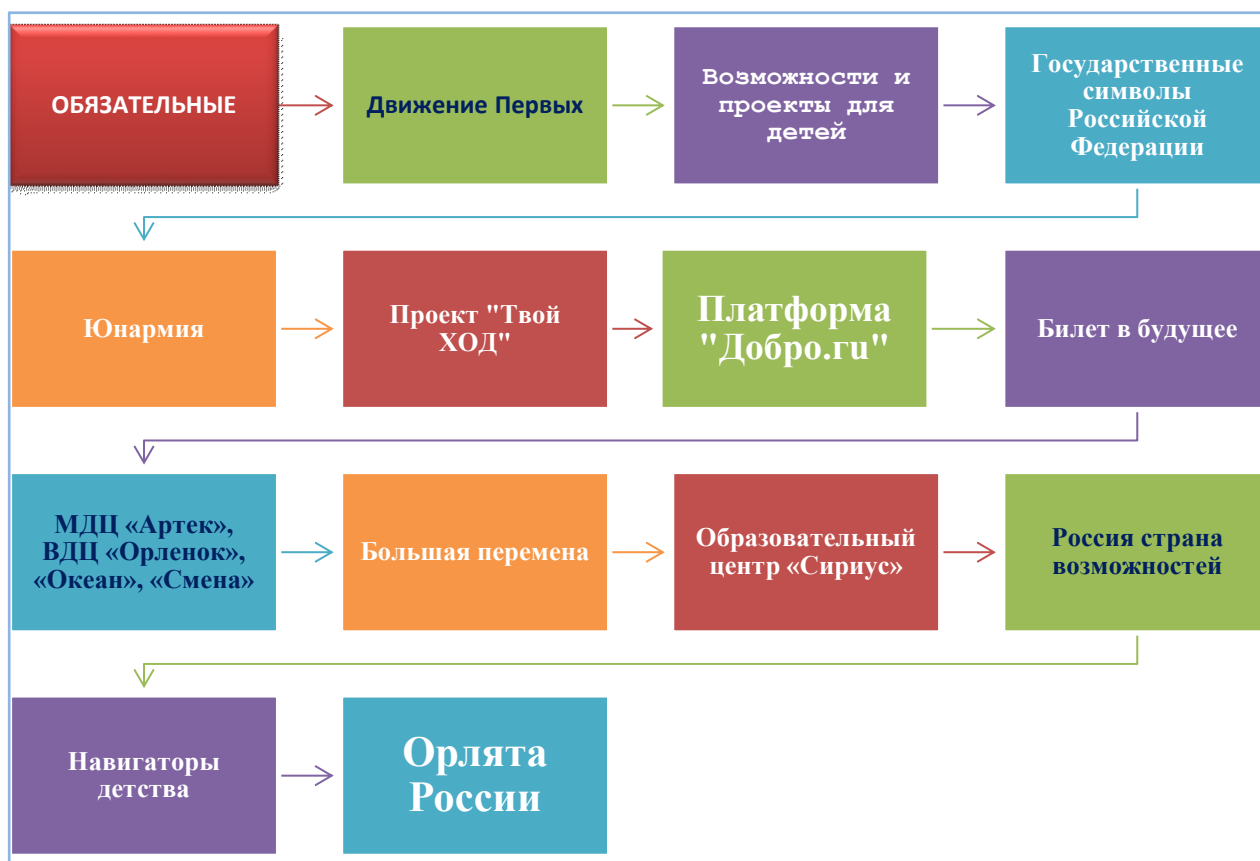 ОБЯЗАТЕЛЬНЫЕ
Движение Первых
Возможности и
проекты для
детей
Государственные
символы
Российской
Федерации
Юнармия
Проект "Твой
ХОД"
Платформа
"Добро.ru"
Билет в будущее
МДЦ «Артек»,
ВДЦ «Орленок»,
«Океан», «Смена»
Большая перемена
Образовательный
центр «Сириус»
Россия страна
возможностей
Навигаторы
детства
Орлята
России